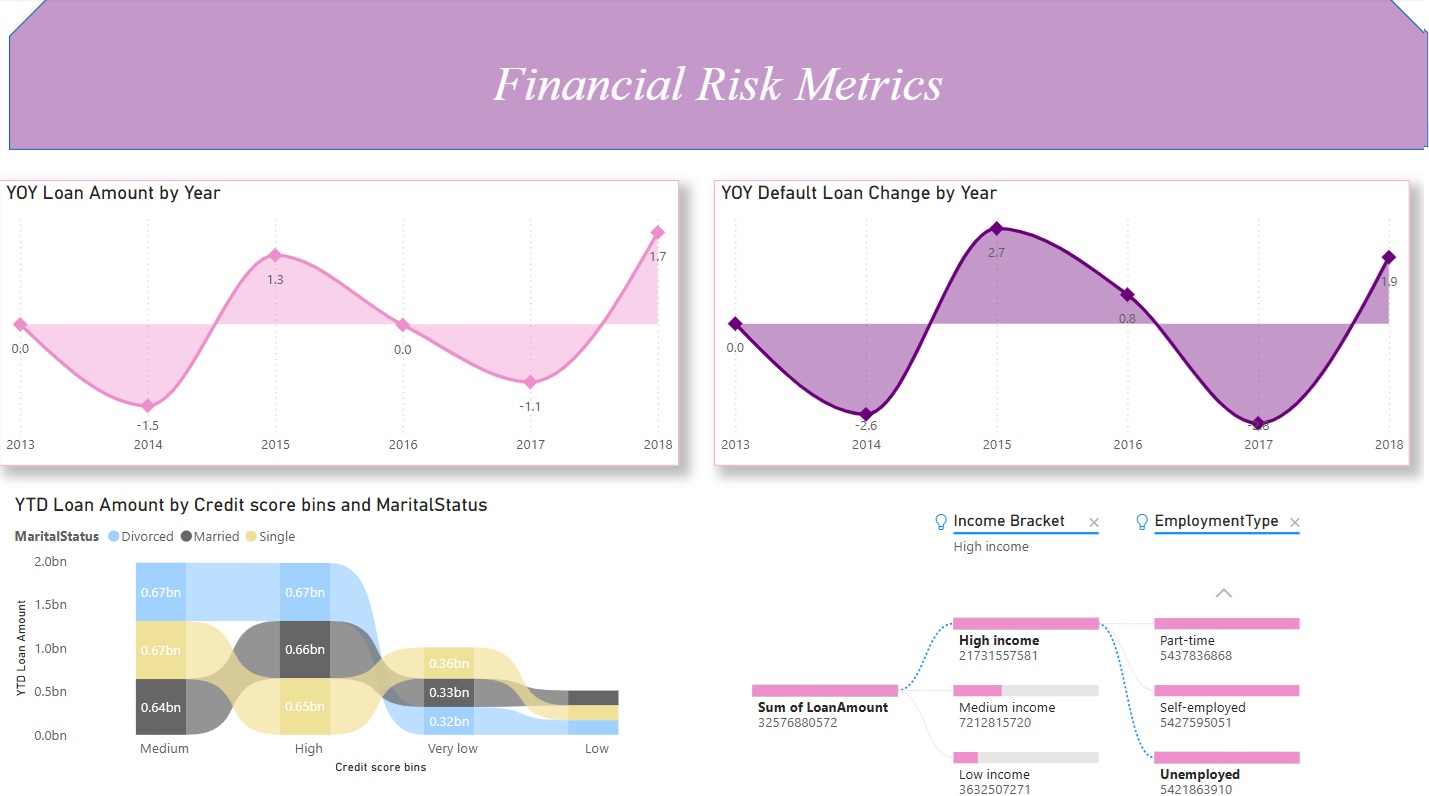 Financial Risk Metrics
YOY Loan Amount by Year
0.0
-1.5
1.3
0.0
-1.1
1.7
2013 2014 2015 2016 2017 2018
YOY Default Loan Change by Year
0.0
-2.6
2.7
0.8
-2.8
1.9
2013 2014 2015 2016 2017 2018
YTD Loan Amount by Credit score bins and MaritalStatus
MaritalStatus Divorced Married Single
YTD Loan Amount
2.0bn
1.5bn
1.0bn
0.5bn
0.0bn
0.67bn
0.67bn
0.64bn
0.67bn
0.66bn
0.65bn
0.36bn
0.33bn
0.32bn
Medium High Very low Low
Credit score bins
Income Bracket
High income
EmploymentType
Sum of LoanAmount
32576880572
High income
21731557581
Medium income
7212815720
Low income
3632507271
Part-time
5437836868
Self-employed
5427595051
Unemployed
5421863910